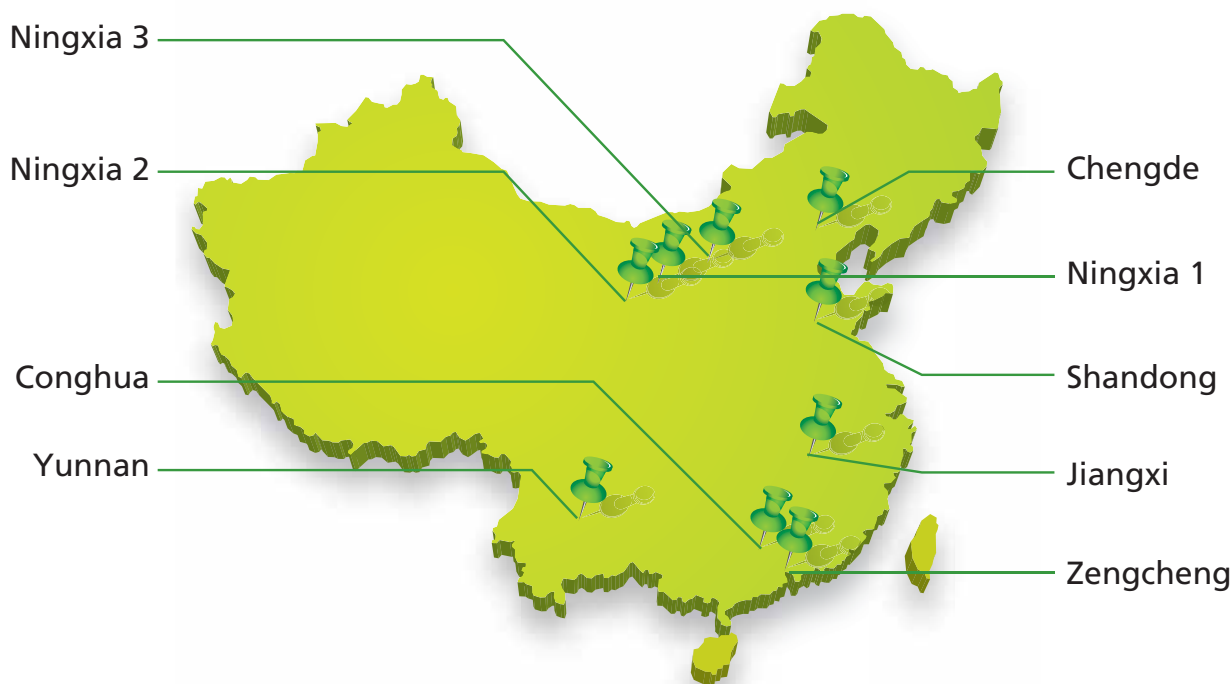 Ningxia 3
Ningxia 2
Chengde
Ningxia 1
Conghua
Shandong
Yunnan
Jiangxi
Zengcheng